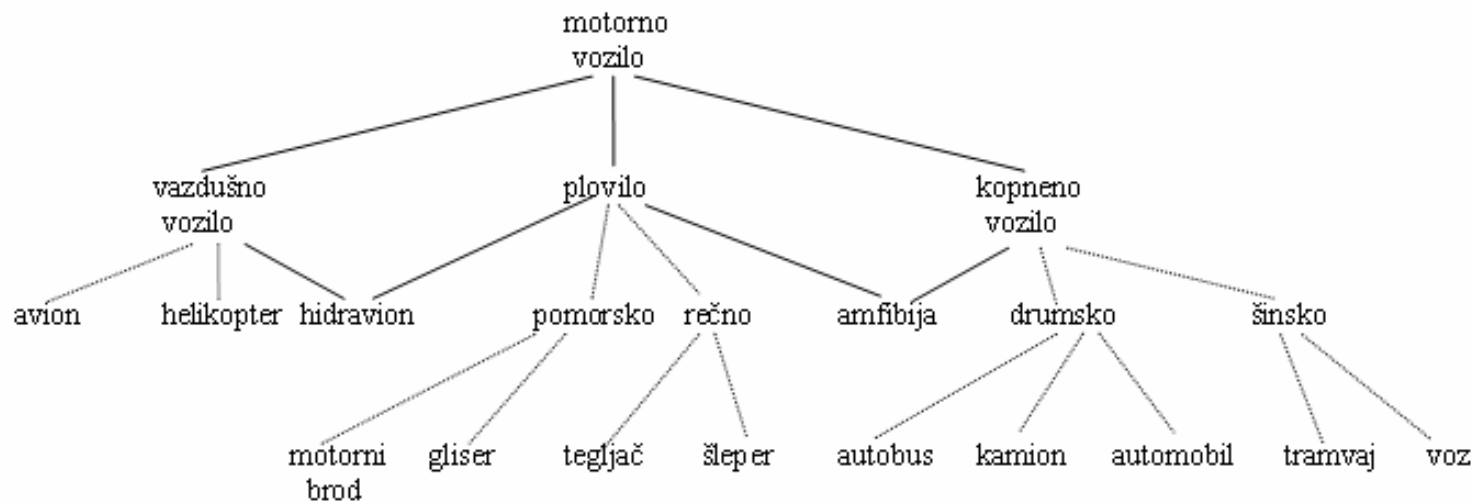 motorno
vozilo
vazdušno plovilo kopneno
vozilo vozilo
avion helikopter hidravion pomorsko rečno amfibija drumsko šinsko
motorni gliser tegljač šleper autobus kamion automobil tramvaj voz
brod